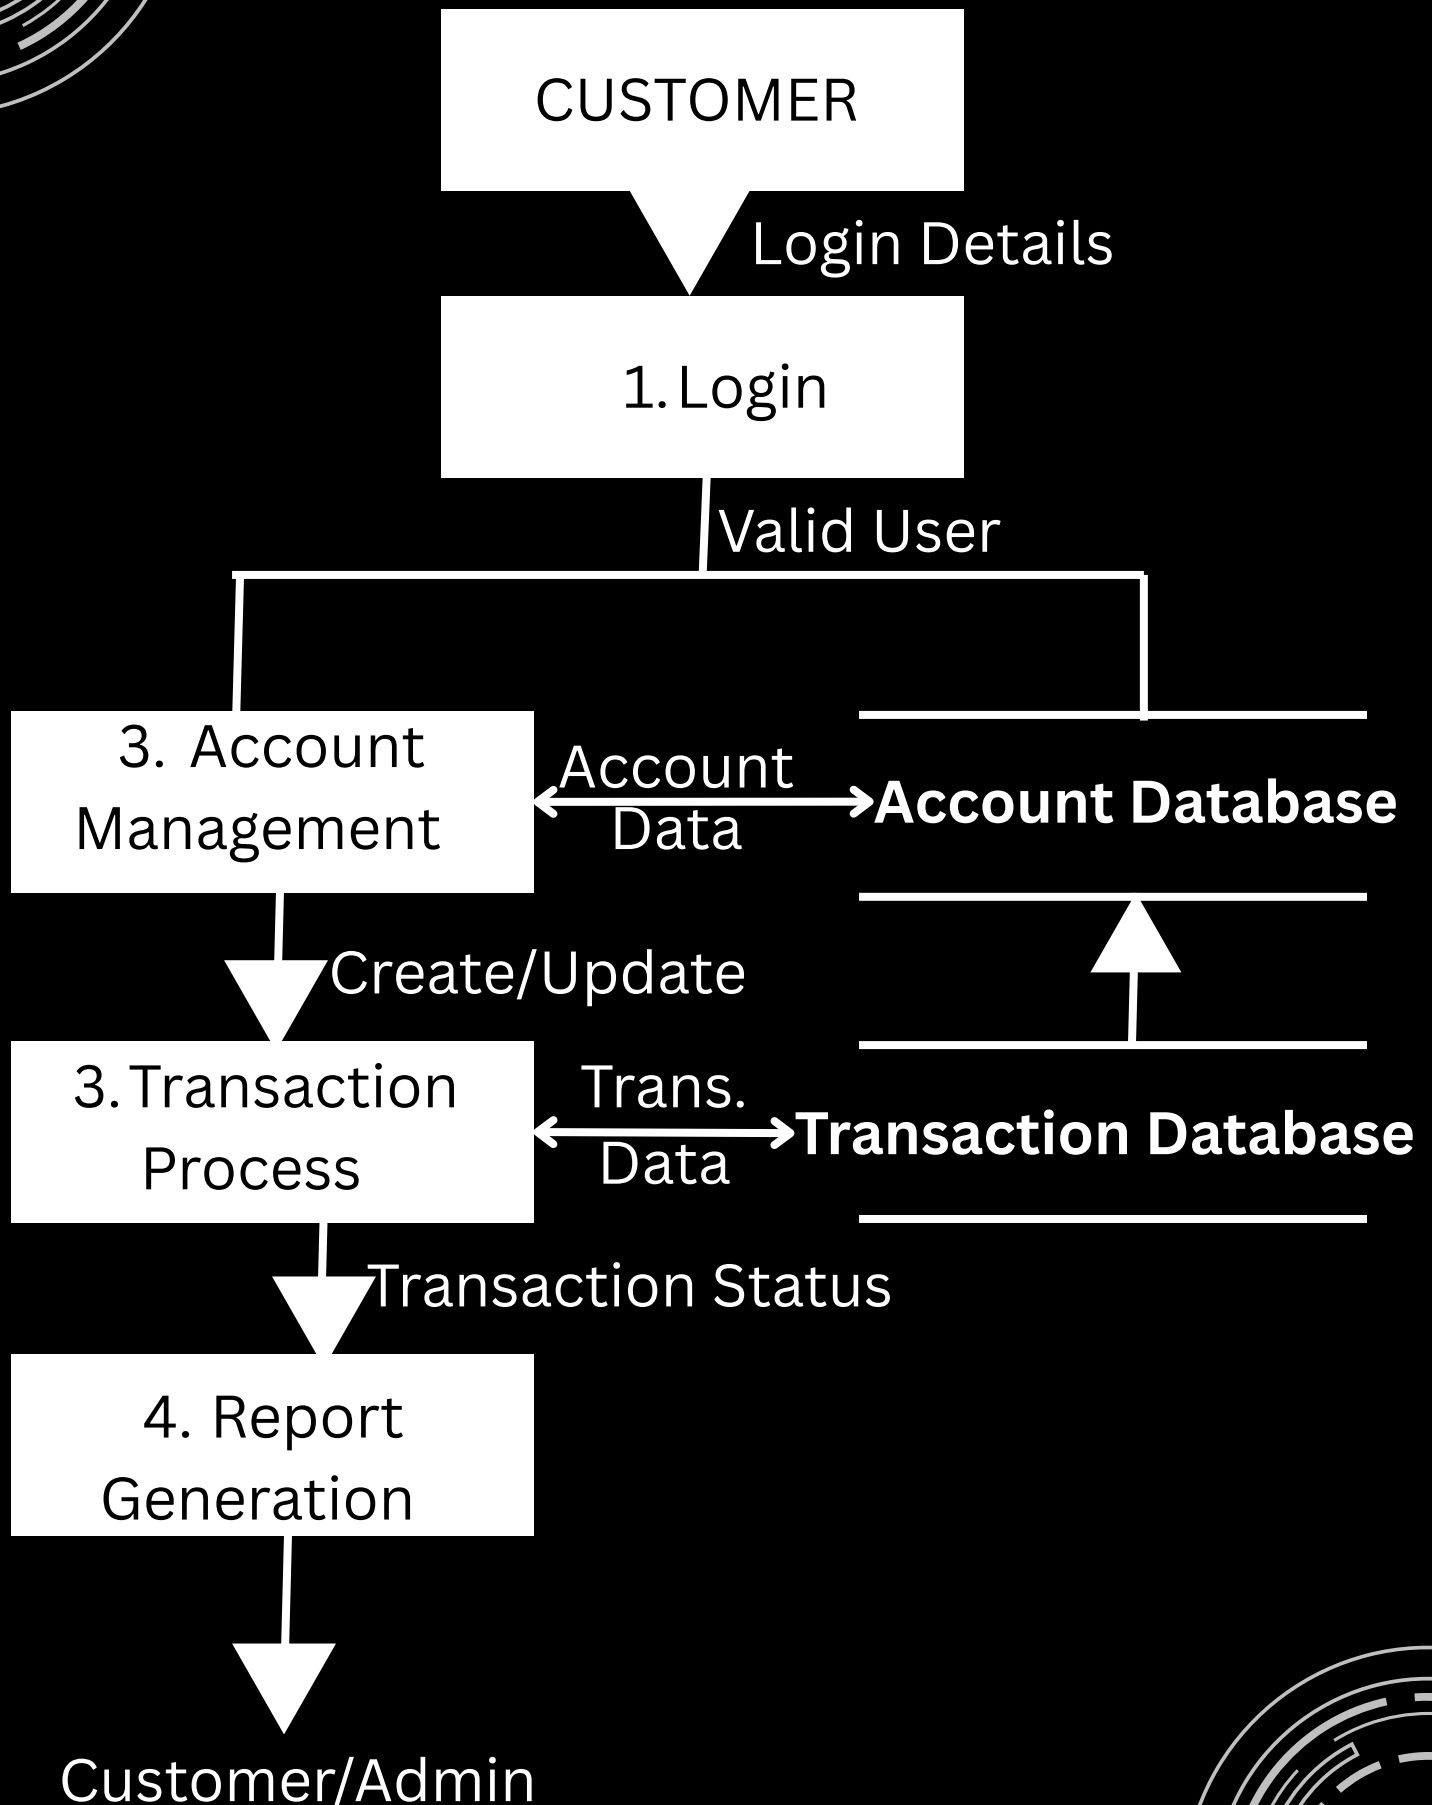 CUSTOMER
Login Details
1. Login
Valid User
3. Account
Management
Account
Data
Account Database
Create/Update
3. Transaction
Process
Trans.
Data
Transaction Database
Transaction Status
4. Report
Generation
Customer/Admin